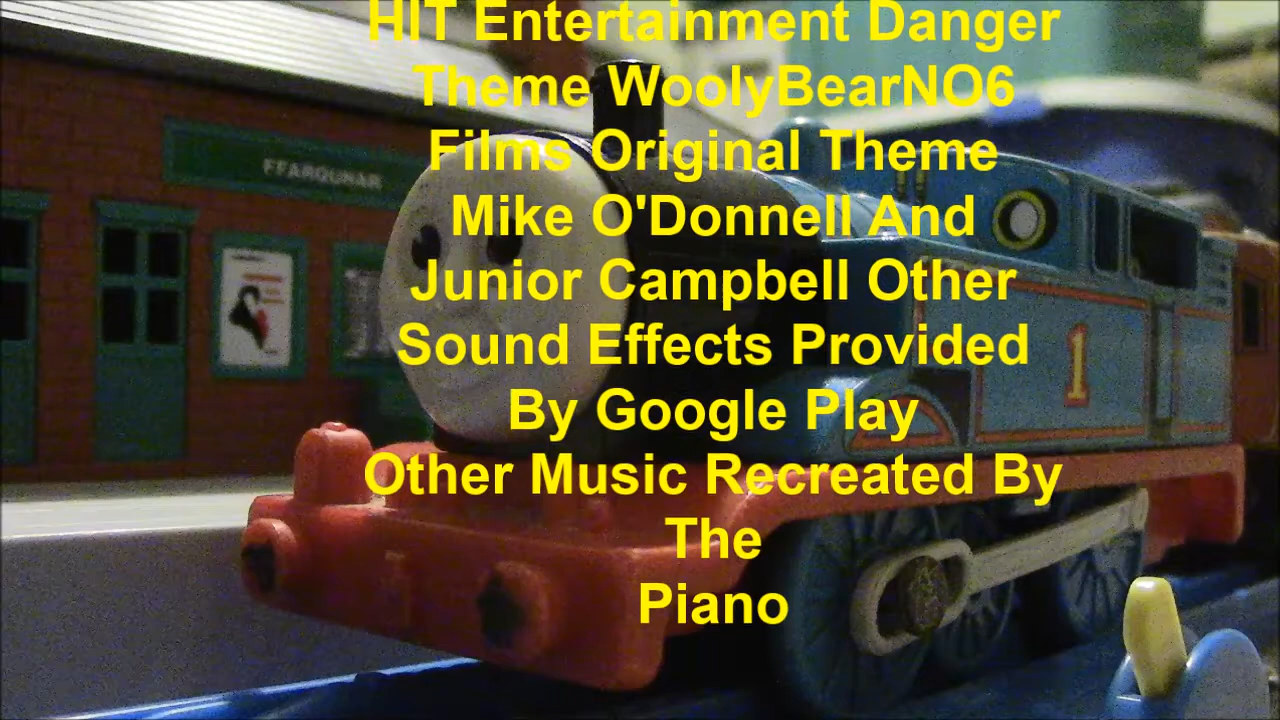 HIT Entertainment Danger
Theme WoolyBearNO6
Films Original Theme
Mike O'Donnell And
Junior Campbell Other
Sound Effects Provided
By Google Play
Other Music Recreated By
The
Piano
FFARQUHAR
1